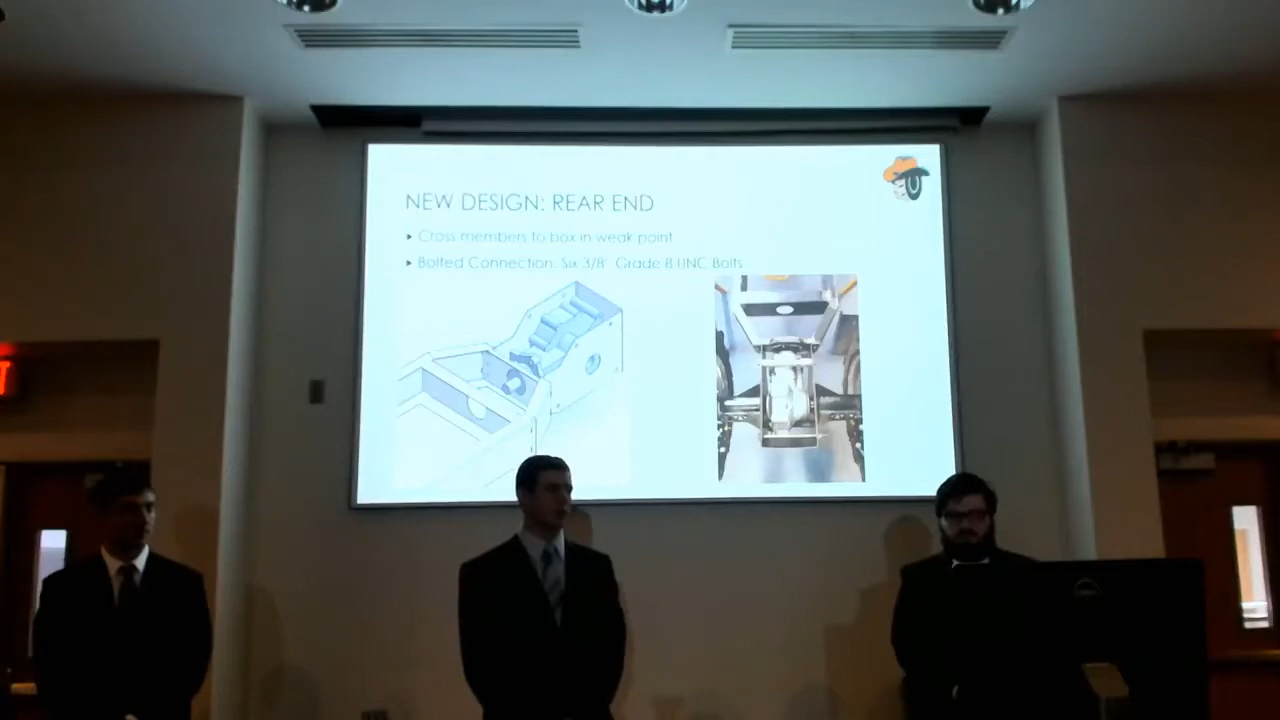 NEW DESIGN: REAR END
Cross members to box in weak point
Bolted Connection: Six 3/8" Grade 8 UNC Bolts
DELL